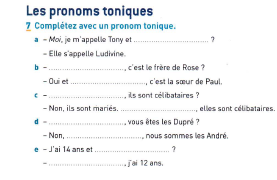 Les pronoms toniques
7 Complétez avec un pronom tonique.
a – Moi, je m'appelle Tony et .............................. ?
– Elle s'appelle Ludivine.
b – .............................., c'est le frère de Rose ?
– Oui et .............................., c'est la sœur de Paul.
c – .............................., ils sont célibataires ?
– Non, ils sont mariés. .............................., elles sont célibataires.
d – .............................., vous êtes les Dupré ?
– Non, .............................., nous sommes les André.
e – J'ai 14 ans et .............................. ?
– .............................., j'ai 12 ans.